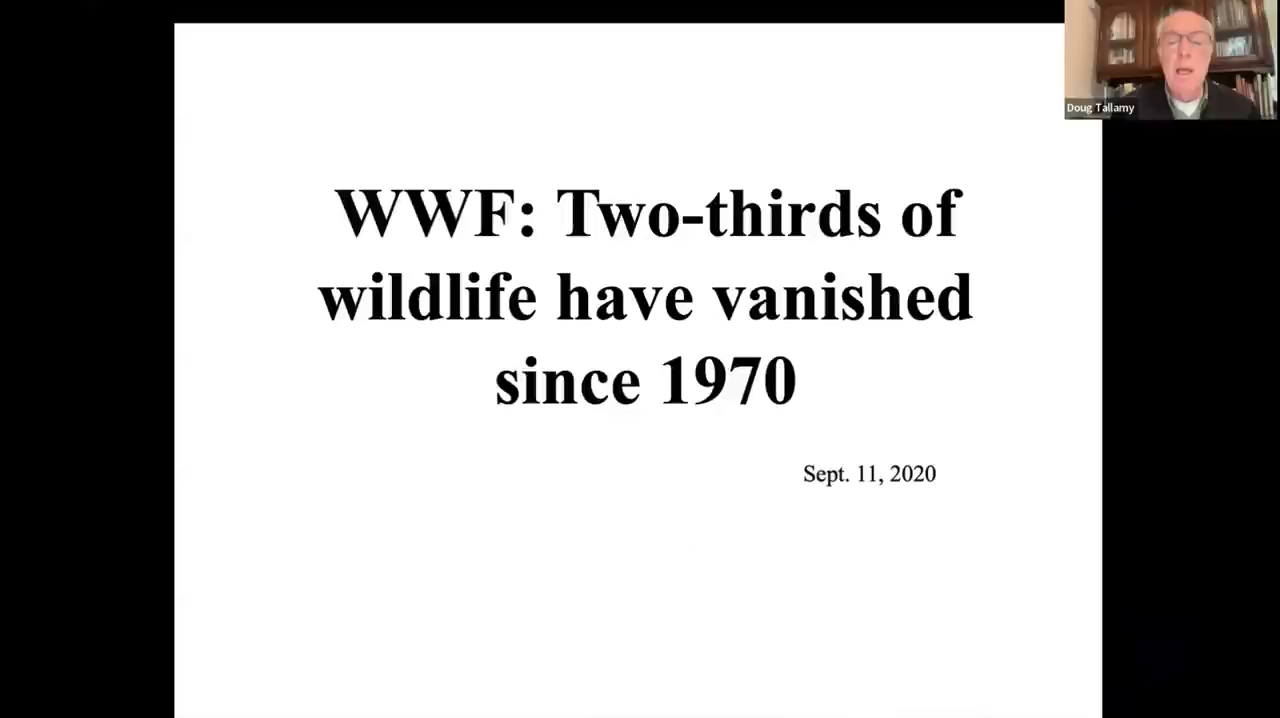 Doug Tallamy
WWF: Two-thirds of
wildlife have vanished
since 1970
Sept. 11, 2020